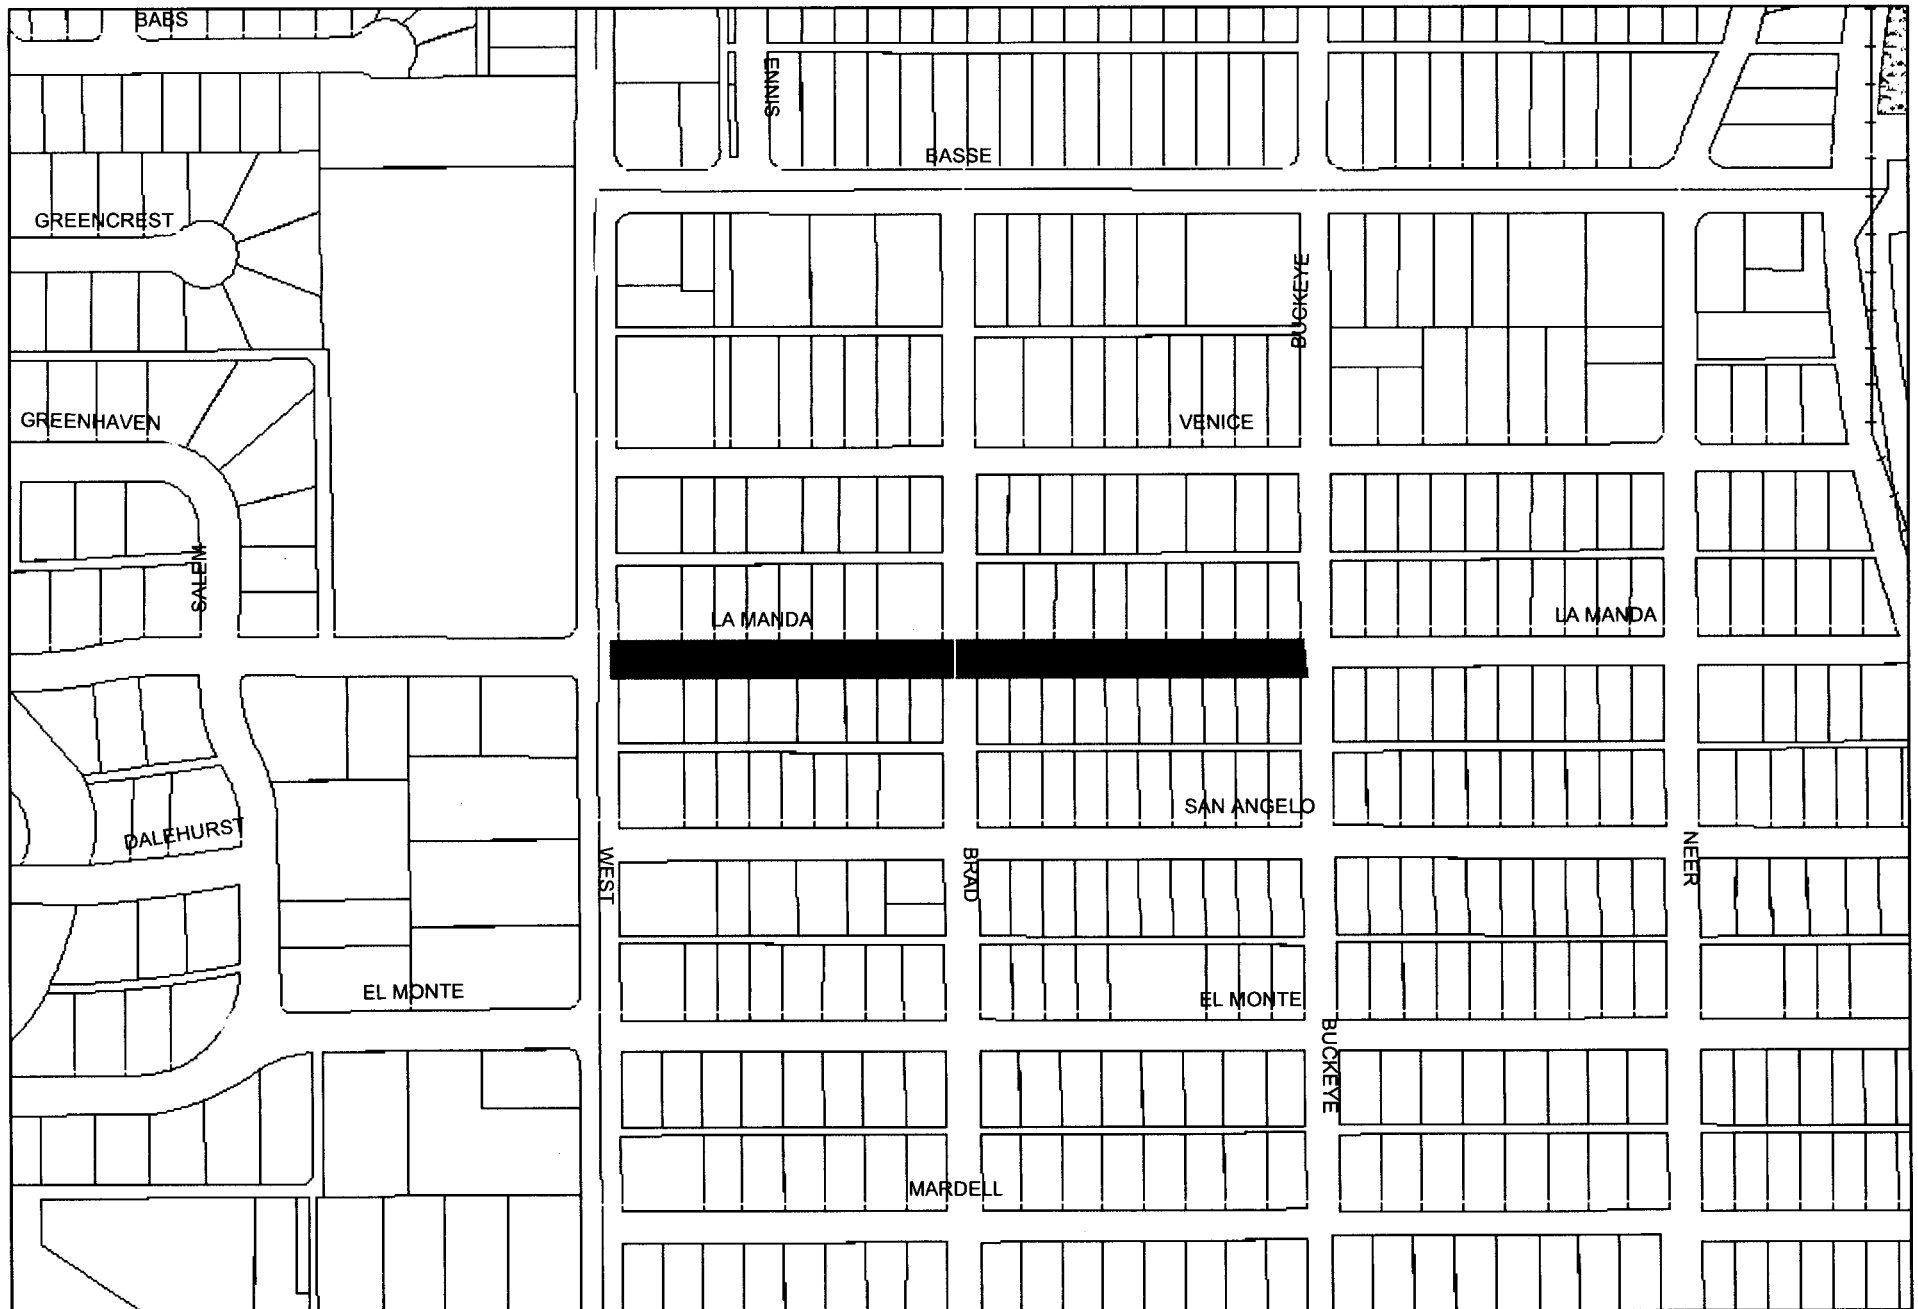 BABS
ENNIS
BASSE
GREENCREST
BUCKEYE
GREENHAVEN
VENICE
SALEM
LA MANDA
LA MANDA
SAN ANGELO
DALEHURST
WEST
BRAD
NEER
EL MONTE
EL MONTE
BUCKEYE
MARDELL